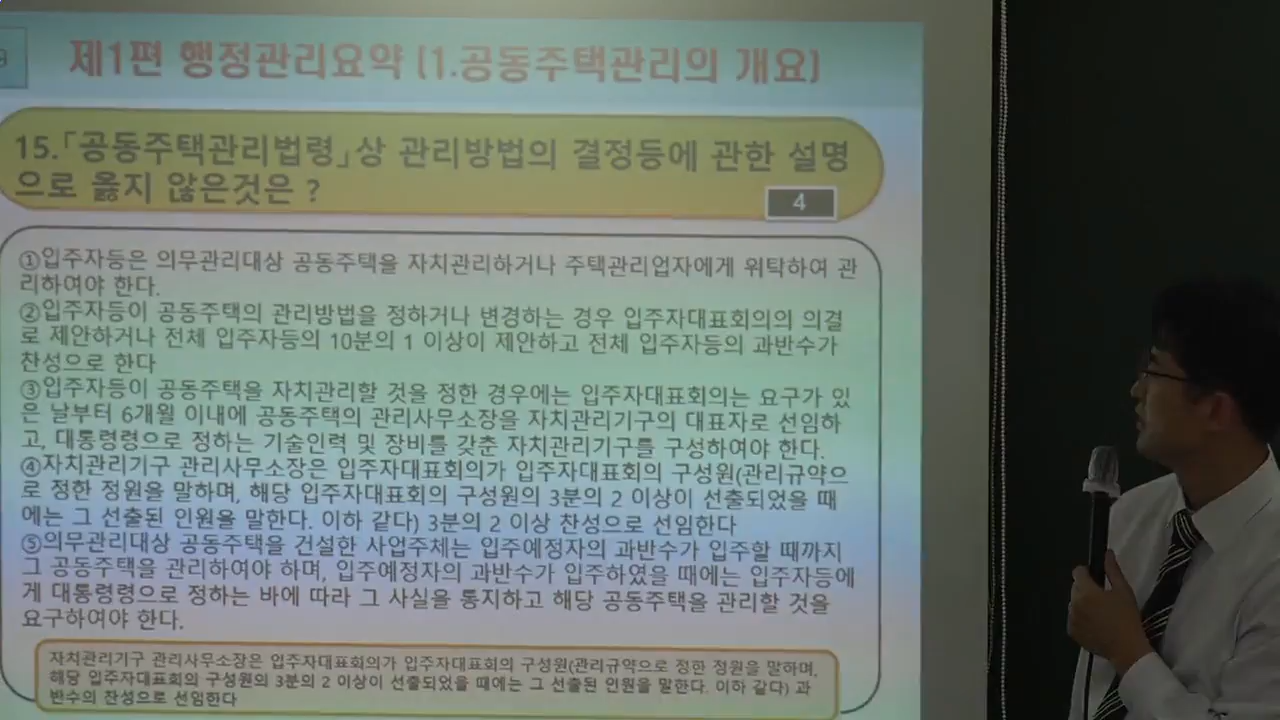 9
제1편 행정관리요약 (1.공동주택관리의 개요)
15.「공동주택관리법령」상 관리방법의 결정등에 관한 설명
으로 옳지 않은것은 ?
4
①입주자등은 의무관리대상 공동주택을 자치관리하거나 주택관리업자에게 위탁하여 관
리하여야 한다.
②입주자등이 공동주택의 관리방법을 정하거나 변경하는 경우 입주자대표회의의 의결
로 제안하거나 전체 입주자등의 10분의 1 이상이 제안하고 전체 입주자등의 과반수가
찬성으로 한다
③입주자등이 공동주택을 자치관리할 것을 정한 경우에는 입주자대표회의는 요구가 있
은 날부터 6개월 이내에 공동주택의 관리사무소장을 자치관리기구의 대표자로 선임하
고, 대통령령으로 정하는 기술인력 및 장비를 갖춘 자치관리기구를 구성하여야 한다.
④자치관리기구 관리사무소장은 입주자대표회의가 입주자대표회의 구성원(관리규약으
로 정한 정원을 말하며, 해당 입주자대표회의 구성원의 3분의 2 이상이 선출되었을 때
에는 그 선출된 인원을 말한다. 이하 같다) 3분의 2 이상 찬성으로 선임한다
⑤의무관리대상 공동주택을 건설한 사업주체는 입주예정자의 과반수가 입주할 때까지
그 공동주택을 관리하여야 하며, 입주예정자의 과반수가 입주하였을 때에는 입주자등에
게 대통령령으로 정하는 바에 따라 그 사실을 통지하고 해당 공동주택을 관리할 것을
요구하여야 한다.
자치관리기구 관리사무소장은 입주자대표회의가 입주자대표회의 구성원(관리규약으로 정한 정원을 말하며,
해당 입주자대표회의 구성원의 3분의 2 이상이 선출되었을 때에는 그 선출된 인원을 말한다. 이하 같다) 과
반수의 찬성으로 선임한다